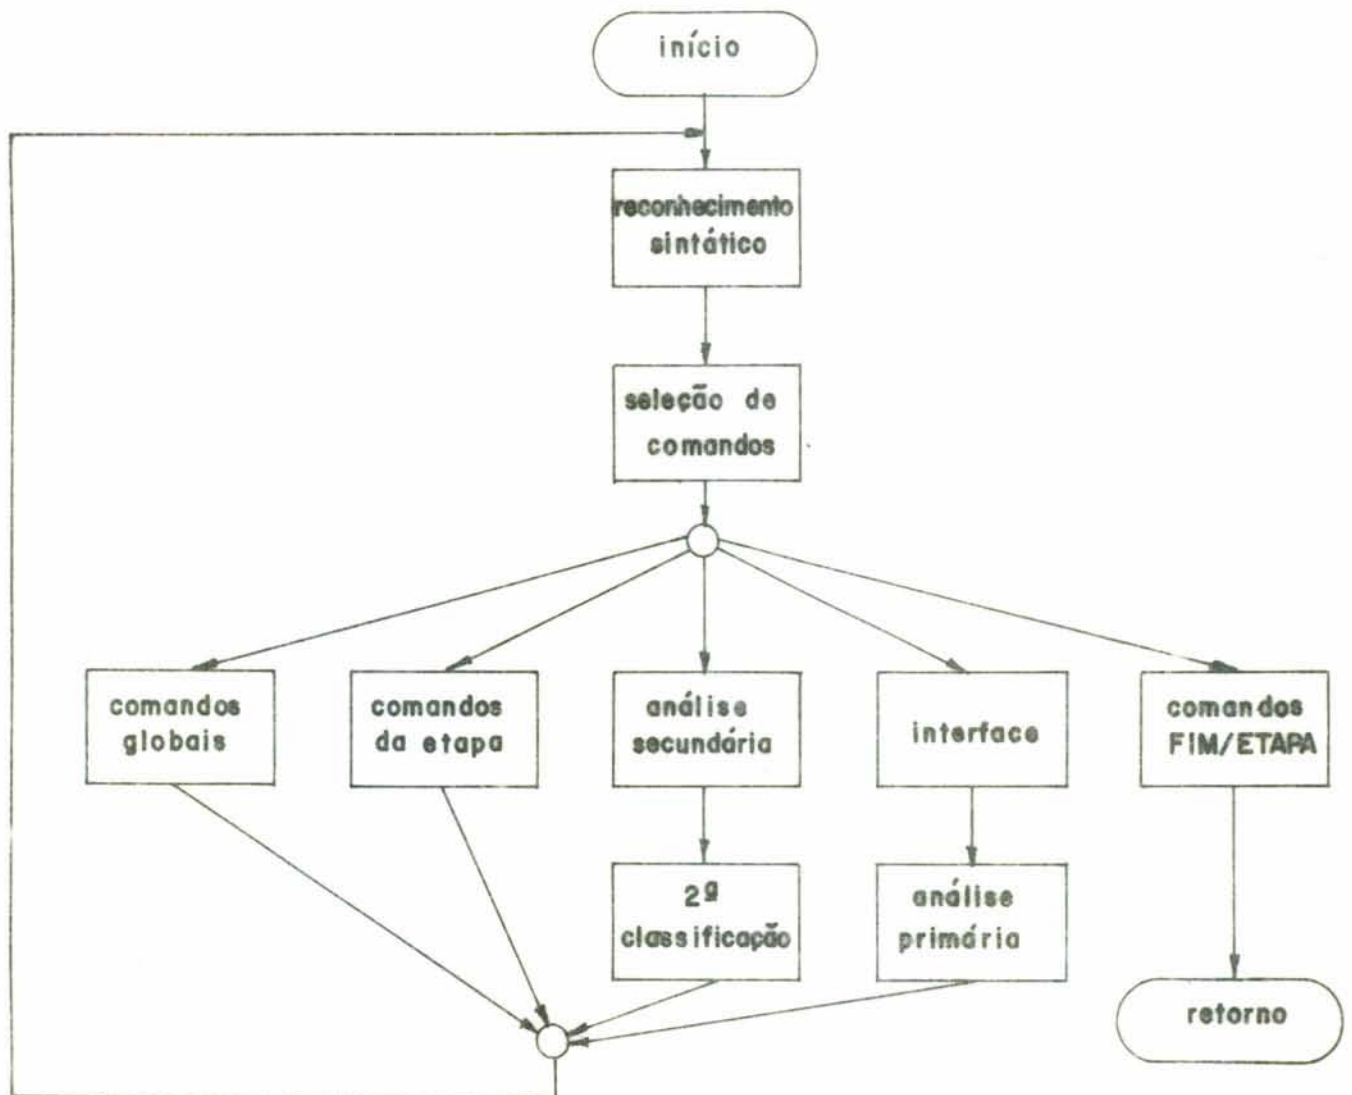 início
reconhecimento
sintático
seleção de
comandos
comandos
globais
comandos
da etapa
análise
secundária
interface
comandos
FIM/ETAPA
2ª
classificação
análise
primária
retorno